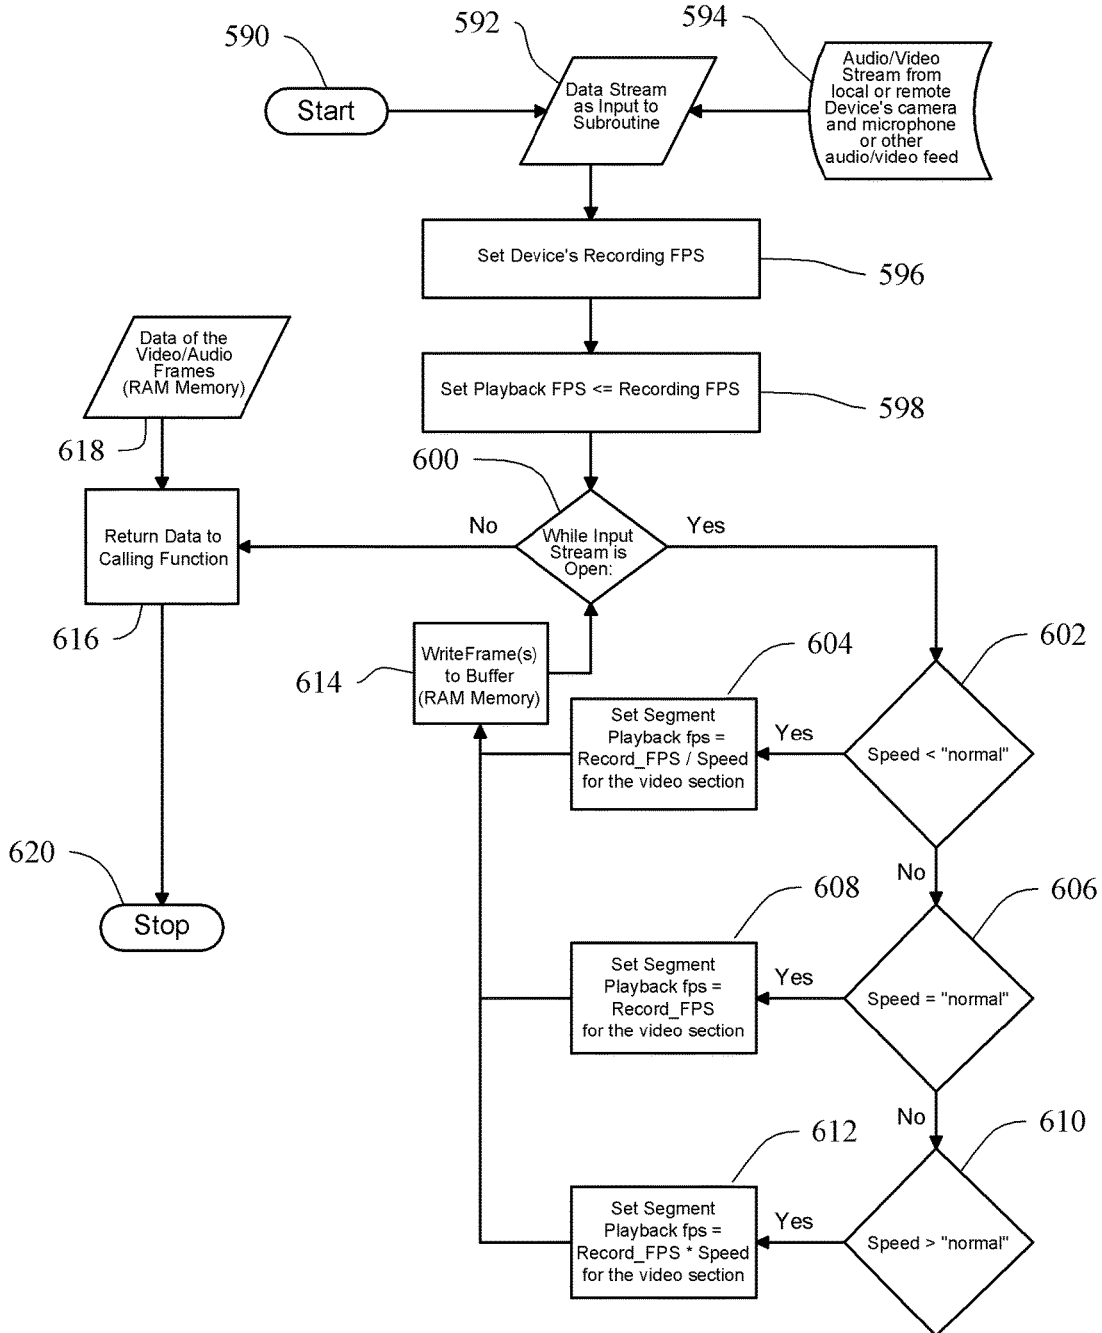 590
592
594
Start
Data Stream
as Input to
Subroutine
Audio/Video
Stream from
local or remote
Device's camera
and microphone
or other
audio/video feed
Set Device's Recording FPS
596
Data of the
Video/Audio
Frames
(RAM Memory)
618
Set Playback FPS <= Recording FPS
598
600
No
Yes
While Input
Stream is
Open:
Return Data to
Calling Function
616
WriteFrame(s)
to Buffer
(RAM Memory)
614
604
602
Set Segment
Playback fps =
Record_FPS / Speed
for the video section
Yes
Speed < "normal"
No
620
Stop
608
606
Set Segment
Playback fps =
Record_FPS
for the video section
Yes
Speed = "normal"
No
612
610
Set Segment
Playback fps =
Record_FPS * Speed
for the video section
Yes
Speed > "normal"